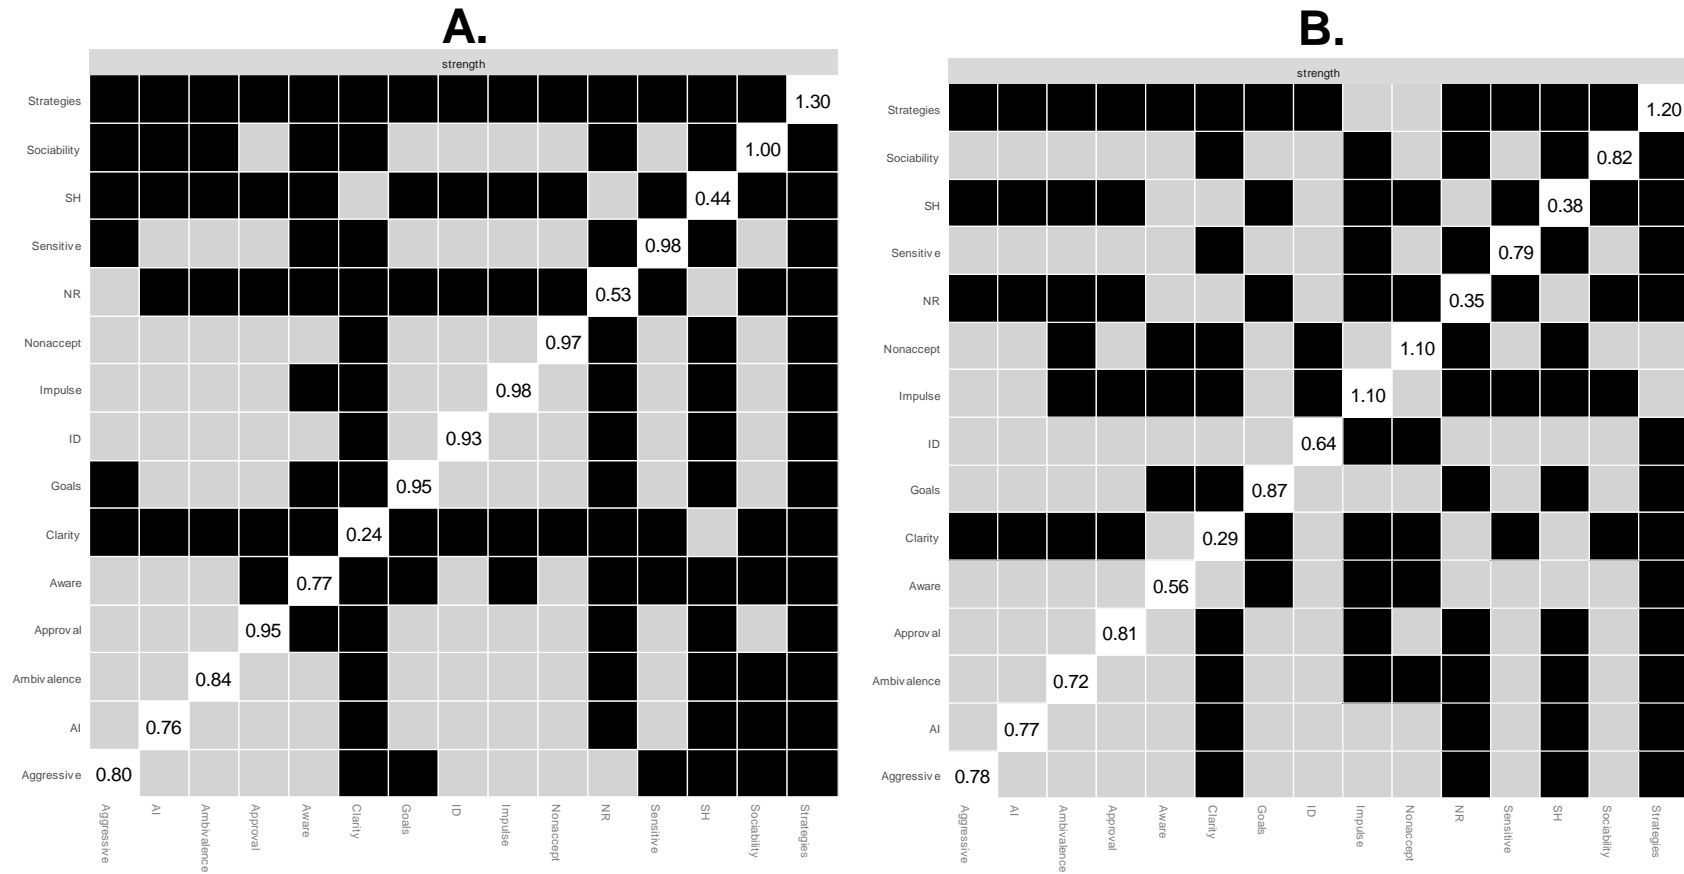 A.
strength
Strategies 1.30
Sociability 1.00
SH 0.44
Sensitive 0.98
NR 0.53
Nonaccept 0.97
Impulse 0.98
ID 0.93
Goals 0.95
Clarity 0.24
Aware 0.77
Approval 0.95
Ambivalence 0.84
AI 0.76
Aggressive 0.80
Aggressive AI Ambivalence Approval Aware Clarity Goals ID Impulse Nonaccept NR Sensitive SH Sociability Strategies
B.
strength
Strategies 1.20
Sociability 0.82
SH 0.38
Sensitive 0.79
NR 0.35
Nonaccept 1.10
Impulse 1.10
ID 0.64
Goals 0.87
Clarity 0.29
Aware 0.56
Approval 0.81
Ambivalence 0.72
AI 0.77
Aggressive 0.78
Aggressive AI Ambivalence Approval Aware Clarity Goals ID Impulse Nonaccept NR Sensitive SH Sociability Strategies